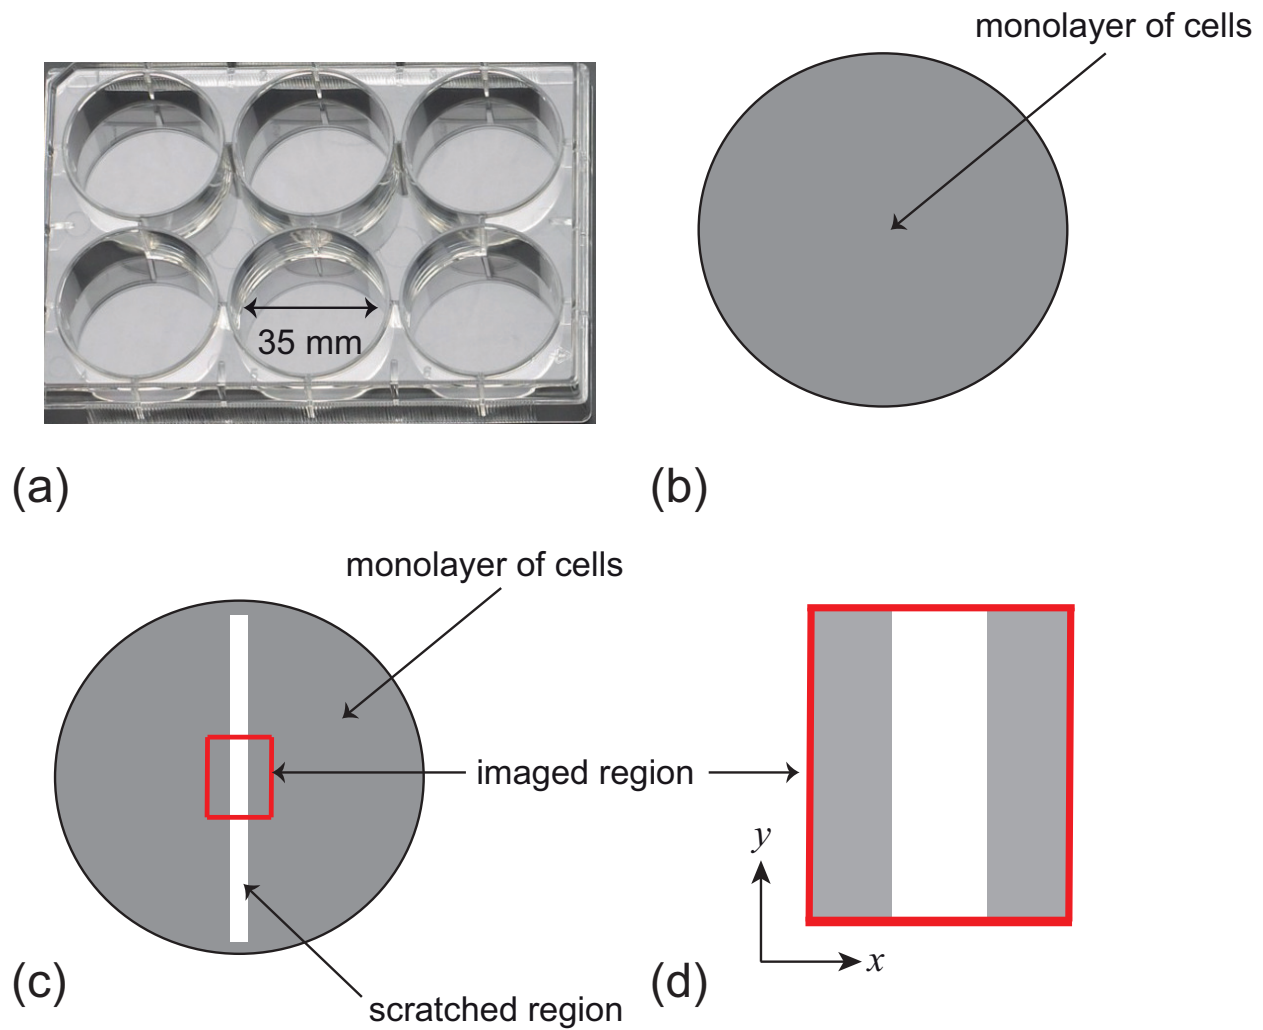 monolayer of cells
35 mm
(a)
(b)
monolayer of cells
imaged region
y
x
(c)
scratched region
(d)